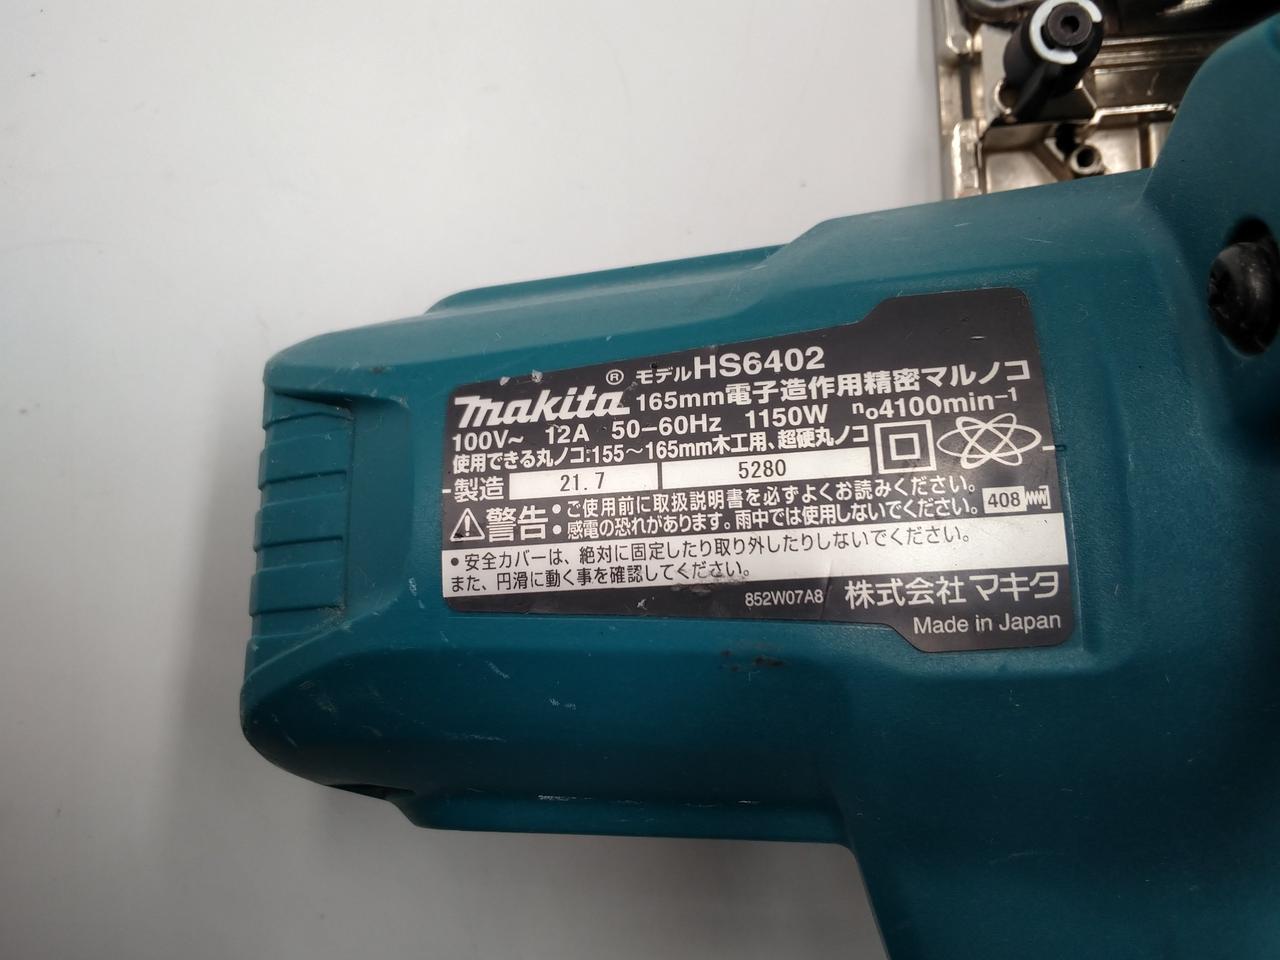 makita ® モデルHS6402
165mm電子造作用精密マルノコ
100V~ 12A 50-60Hz 1150W n₀4100min⁻¹
使用できる丸ノコ:155~165mm木工用、超硬丸ノコ
製造 21.7 5280
警告: ご使用前に取扱説明書を必ずよくお読みください。
感電の恐れがあります。雨中では使用しないでください。 408
•安全カバーは、絶対に固定したり取り外したりしないでください。
また、円滑に動く事を確認してください。
852W07A8 株式会社マキタ
Made in Japan